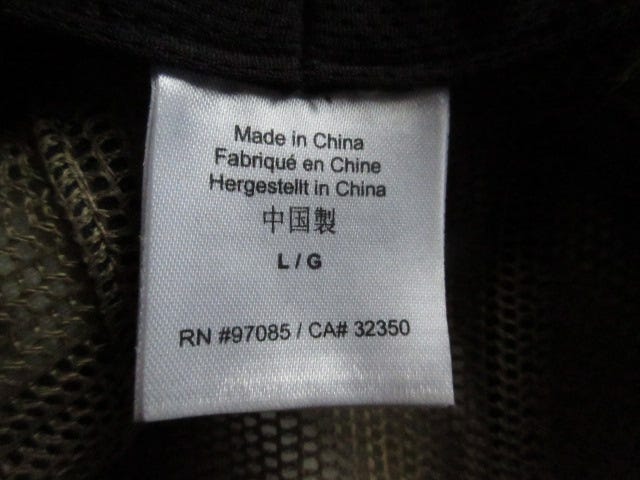 Made in China
Fabriqué en Chine
Hergestellt in China
中国製
L / G
RN #97085 / CA# 32350